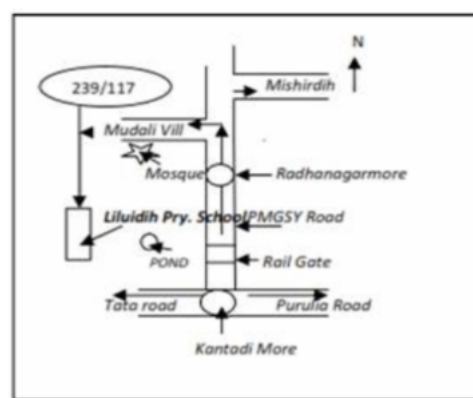 N
239/117
Mishirdih
Mudali Vill
Mosque
Radhanagarmore
Liluidih Pry. School
PMGSY Road
POND
Rail Gate
Tata road
Purulia Road
Kantadi More